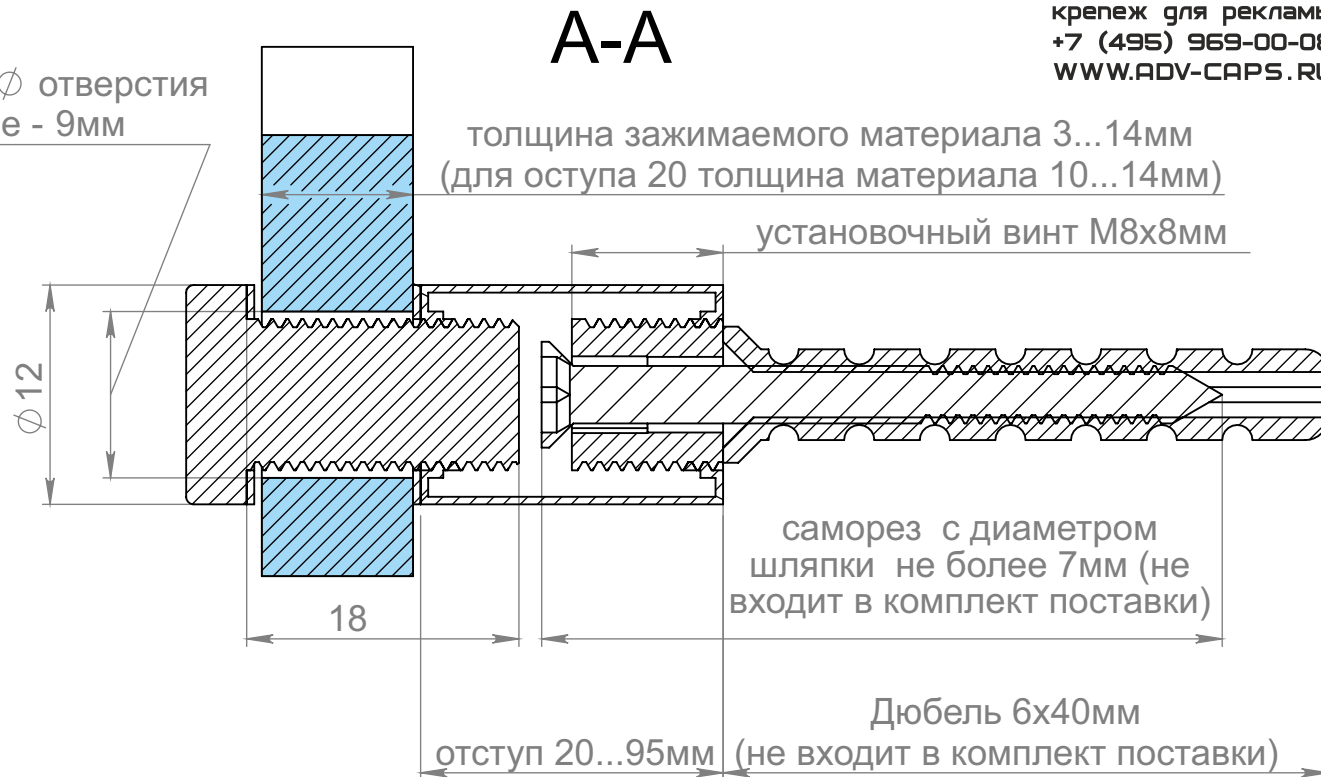 А-А
крепеж для рекламы
+7 (495) 969-00-08
WWW.ADV-CAPS.RU
∅ отверстия
е - 9мм
толщина зажимаемого материала 3...14мм
(для оступа 20 толщина материала 10...14мм)
установочный винт М8х8мм
∅12
саморез с диаметром
шляпки не более 7мм (не
входит в комплект поставки)
18
Дюбель 6х40мм
отступ 20...95мм (не входит в комплект поставки)